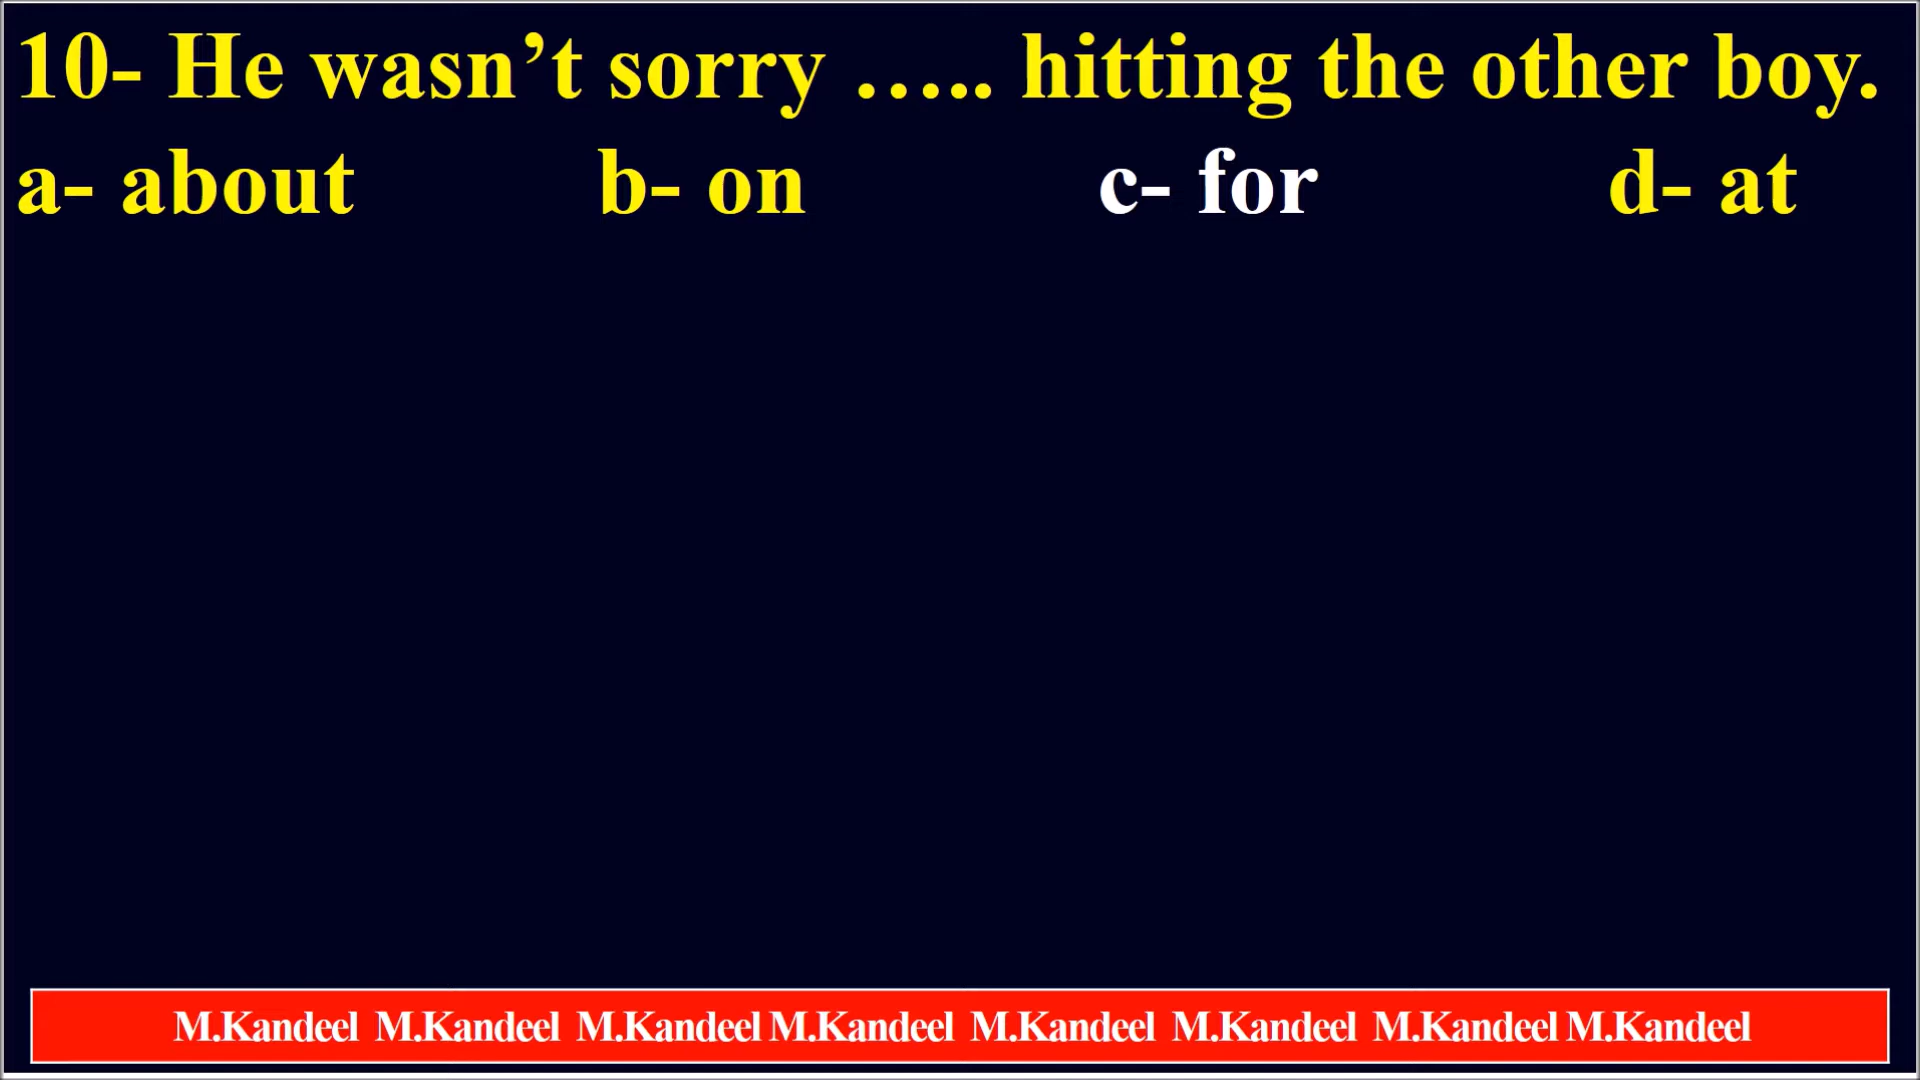 10- He wasn’t sorry ….. hitting the other boy.
a- about b- on c- for d- at
M.Kandeel M.Kandeel M.Kandeel M.Kandeel M.Kandeel M.Kandeel M.Kandeel M.Kandeel